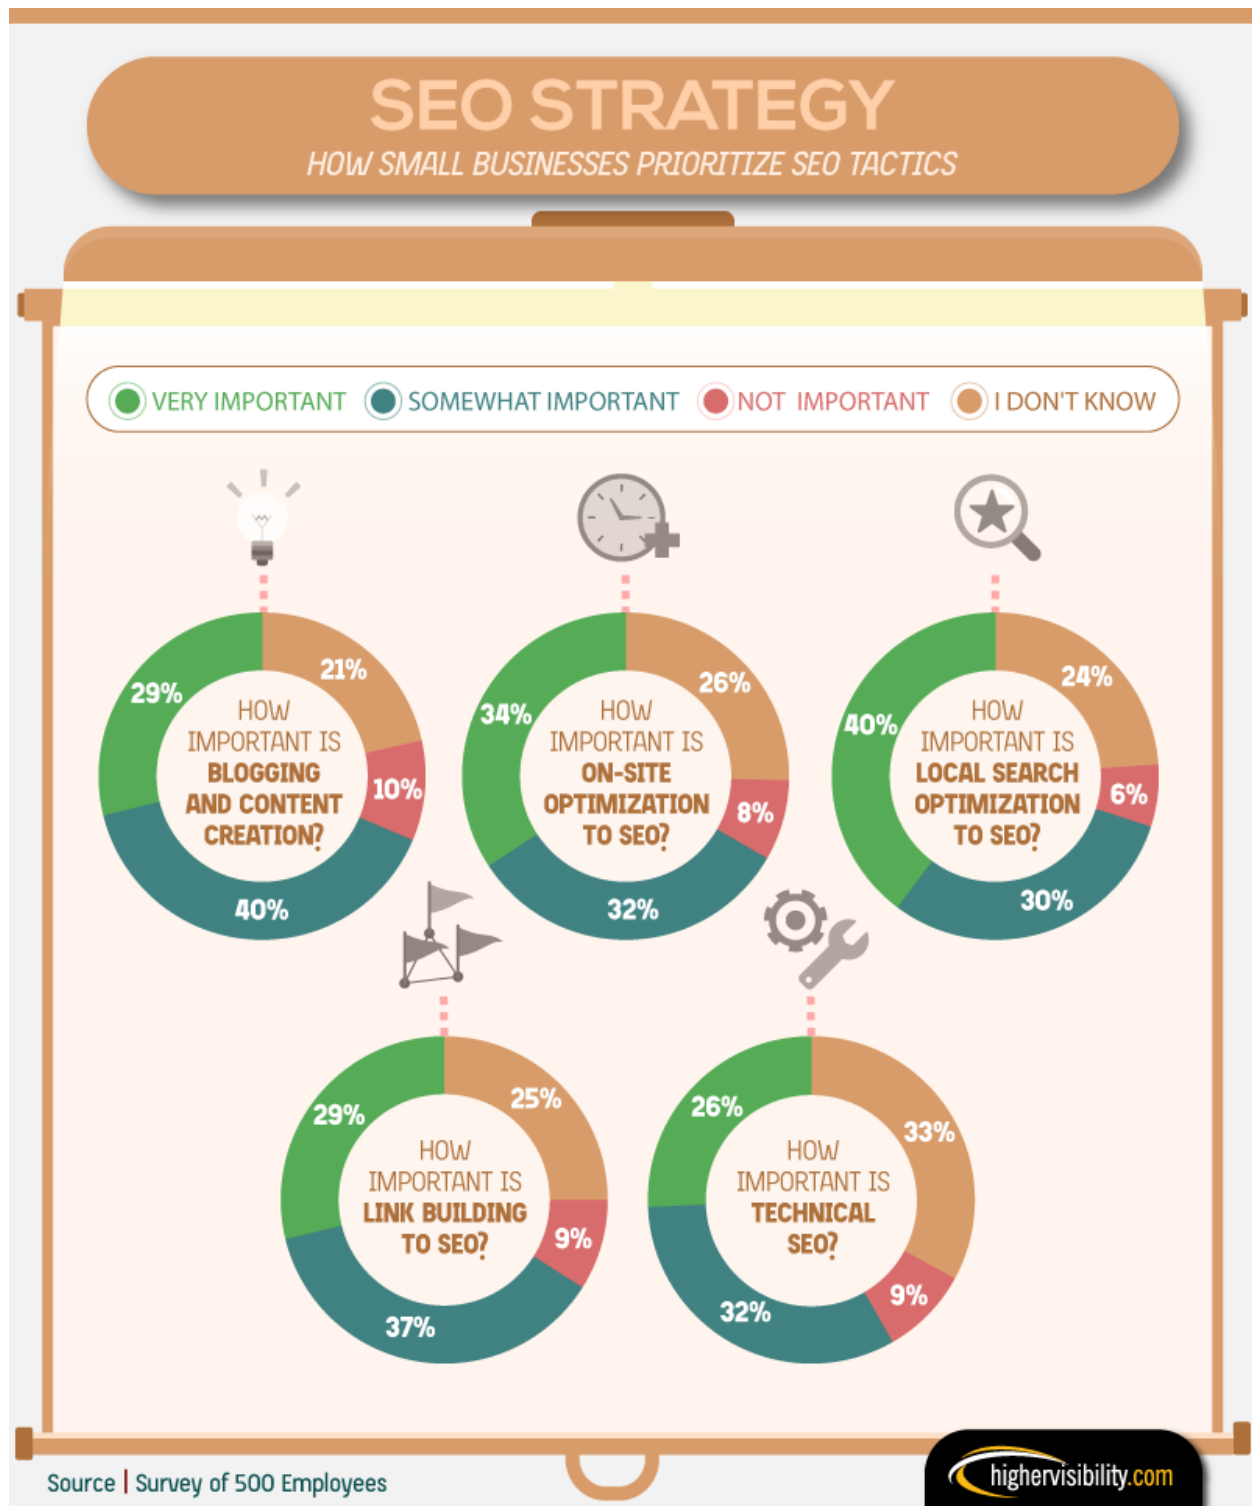 SEO STRATEGY
HOW SMALL BUSINESSES PRIORITIZE SEO TACTICS
VERY IMPORTANT
SOMEWHAT IMPORTANT
NOT IMPORTANT
I DON'T KNOW
29%
21%
10%
40%
HOW
IMPORTANT IS
BLOGGING
AND CONTENT
CREATION?
34%
26%
8%
32%
HOW
IMPORTANT IS
ON-SITE
OPTIMIZATION
TO SEO?
40%
24%
6%
30%
HOW
IMPORTANT IS
LOCAL SEARCH
OPTIMIZATION
TO SEO?
29%
25%
9%
37%
HOW
IMPORTANT IS
LINK BUILDING
TO SEO?
26%
33%
9%
32%
HOW
IMPORTANT IS
TECHNICAL
SEO?
Source | Survey of 500 Employees
highervisibility.com